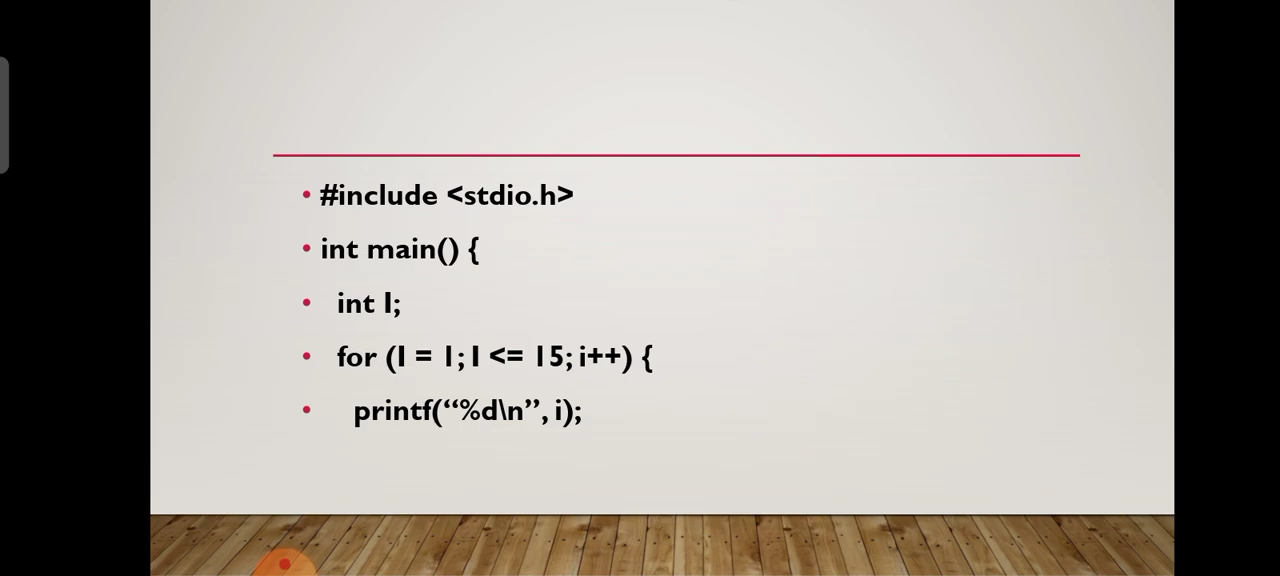 #include <stdio.h>
int main() {
int I;
for (I = 1; I <= 15; i++) {
printf(“%d\n”, i);